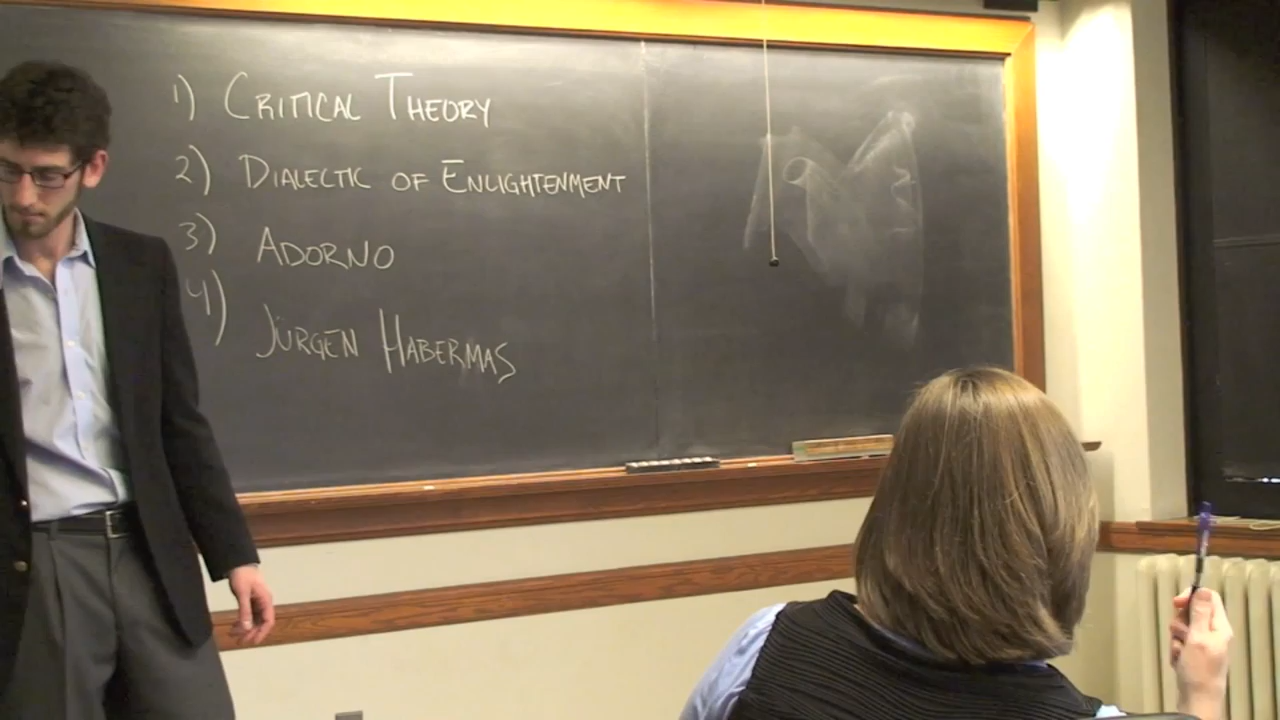 1) CRITICAL THEORY
2) DIALECTIC OF ENLIGHTENMENT
3) ADORNO
4) JÜRGEN HABERMAS